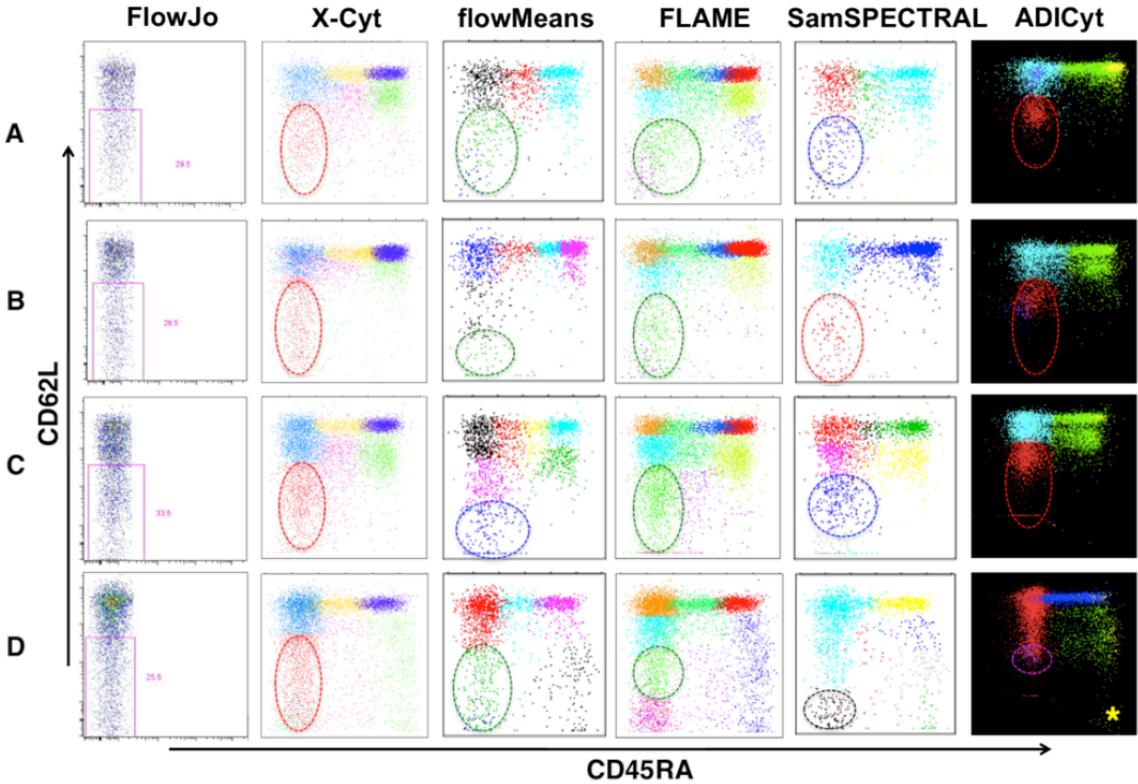 FlowJo X-Cyt flowMeans FLAME SamSPECTRAL ADICyt
A
29.5
B
28.5
CD62L
C
33.5
D
25.5
*
CD45RA